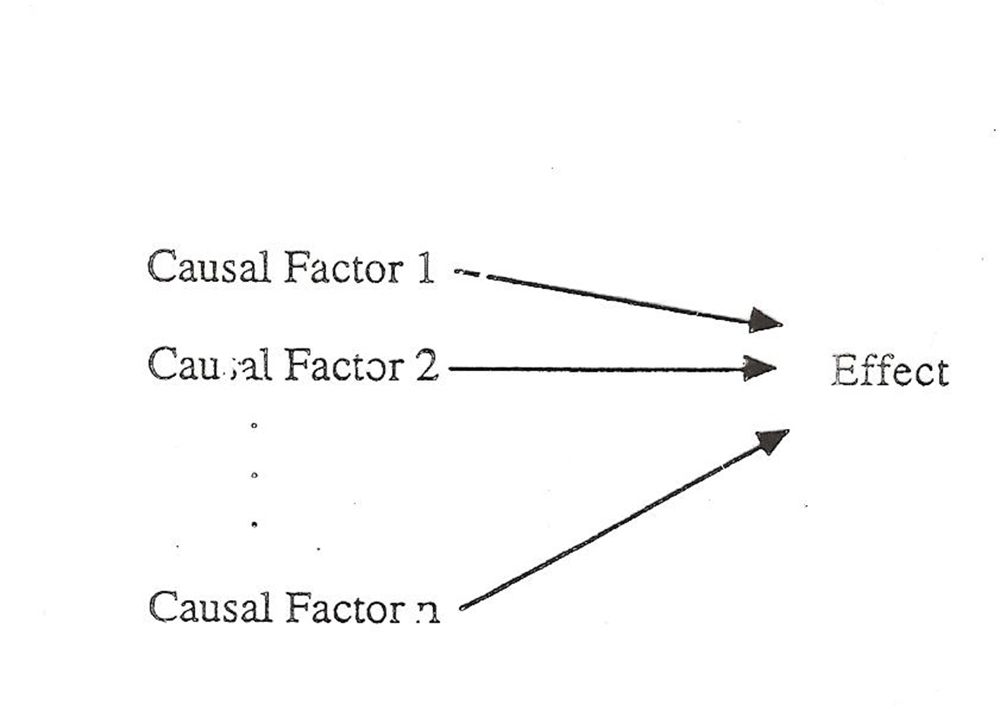 Causal Factor 1
Causal Factor 2
Effect
.
.
.
Causal Factor n